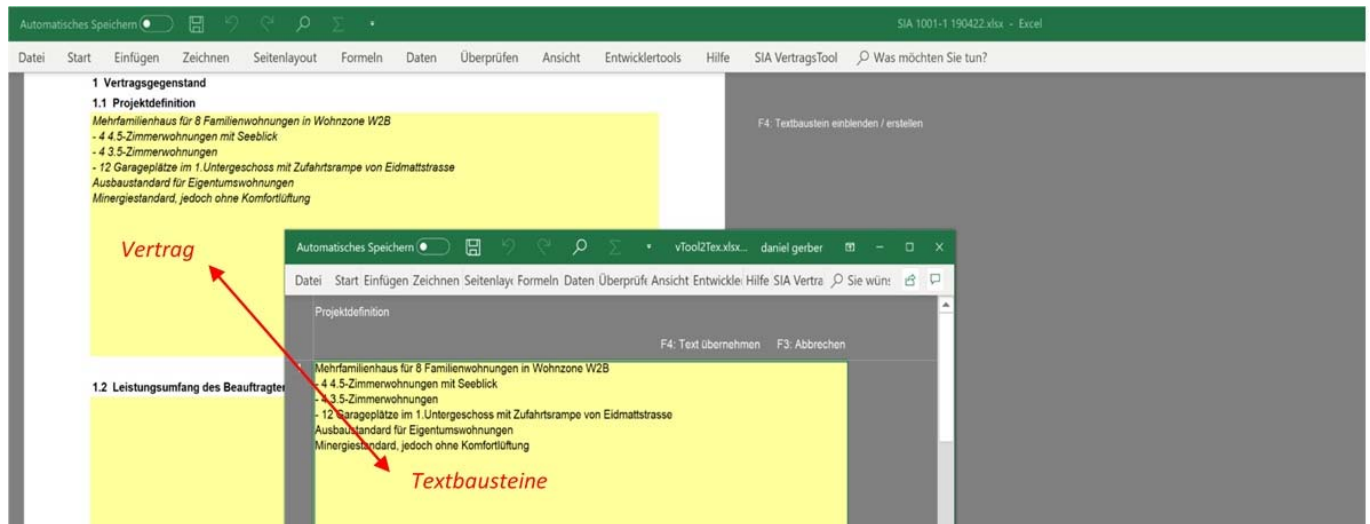 Automatisches Speichern
SIA 1001-1 190422.xlsx - Excel
Datei Start Einfügen Zeichnen Seitenlayout Formeln Daten Überprüfen Ansicht Entwicklertools Hilfe SIA VertragsTool Was möchten Sie tun?
1 Vertragsgegenstand
1.1 Projektdefinition
Mehrfamilienhaus für 8 Familienwohnungen in Wohnzone W2B
- 4 4.5-Zimmerwohnungen mit Seeblick
- 4 3.5-Zimmerwohnungen
- 12 Garageplätze im 1.Untergeschoss mit Zufahrtsrampe von Eidmattstrasse
Ausbaustandard für Eigentumswohnungen
Minergiestandard, jedoch ohne Komfortlüftung
F4: Textbaustein einblenden / erstellen
Vertrag
1.2 Leistungsumfang des Beauftragten
Automatisches Speichern
vTool2Tex.xlsx... daniel gerber
Datei Start Einfügen Zeichnen Seitenlayo Formeln Daten Überprüfe Ansicht Entwickle Hilfe SIA Vertra Sie wüns
Projektdefinition
F4: Text übernehmen F3: Abbrechen
Mehrfamilienhaus für 8 Familienwohnungen in Wohnzone W2B
- 4 4.5-Zimmerwohnungen mit Seeblick
- 4 3.5-Zimmerwohnungen
- 12 Garageplätze im 1.Untergeschoss mit Zufahrtsrampe von Eidmattstrasse
Ausbaustandard für Eigentumswohnungen
Minergiestandard, jedoch ohne Komfortlüftung
Textbausteine